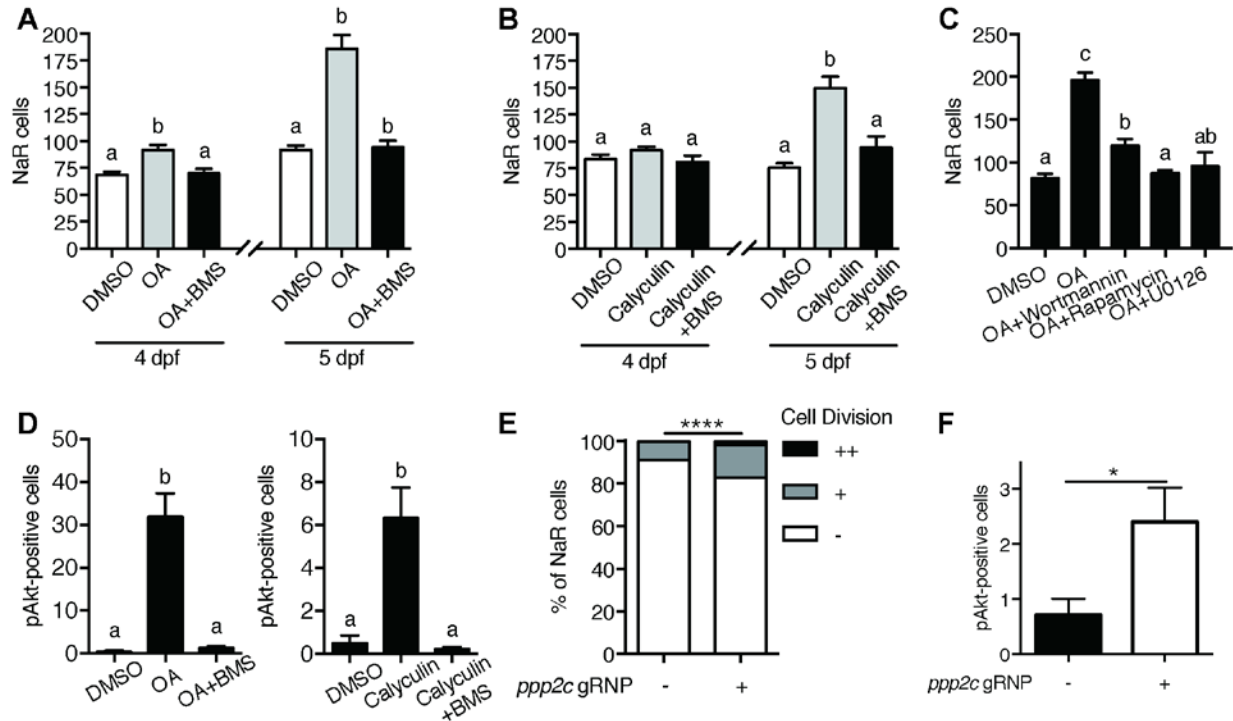 A
NaR cells
200
175
150
125
100
75
50
25
0
a
b
a
a
b
b
DMSO
OA
OA+BMS
DMSO
OA
OA+BMS
4 dpf
5 dpf
B
NaR cells
200
175
150
125
100
75
50
25
0
a
a
a
a
b
a
DMSO
Calyculin
Calyculin
+BMS
DMSO
Calyculin
Calyculin
+BMS
4 dpf
5 dpf
C
NaR cells
250
200
150
100
50
0
a
c
b
a
ab
DMSO
OA
OA+Wortmannin
OA+Rapamycin
OA+U0126
D
pAkt-positive cells
50
40
30
20
10
0
a
b
a
DMSO
OA
OA+BMS
pAkt-positive cells
10
8
6
4
2
0
a
b
a
DMSO
Calyculin
Calyculin
+BMS
E
% of NaR cells
100
80
60
40
20
0
****
ppp2c gRNP
-
+
Cell Division
++
+
-
F
pAkt-positive cells
3
2
1
0
*
ppp2c gRNP
-
+